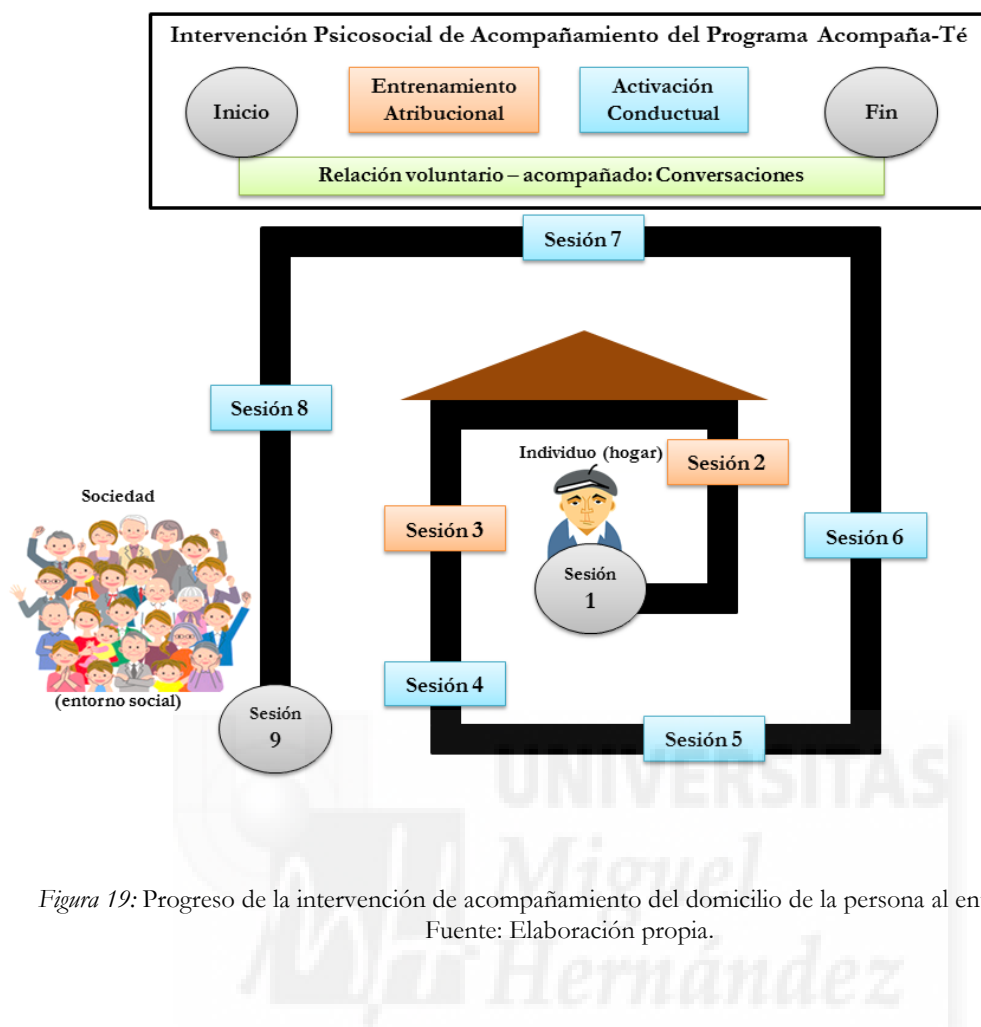 Intervención Psicosocial de Acompañamiento del Programa Acompaña-Té
Inicio
Entrenamiento
Atribucional
Activación
Conductual
Fin
Relación voluntario – acompañado: Conversaciones
Sesión 7
Sesión 8
Individuo (hogar)
Sesión 2
Sociedad
Sesión 3
Sesión 6
Sesión
1
Sesión 4
(entorno social)
Sesión
9
Sesión 5
UNIVERSITAS
Miguel
Hernández
Figura 19: Progreso de la intervención de acompañamiento del domicilio de la persona al en
Fuente: Elaboración propia.